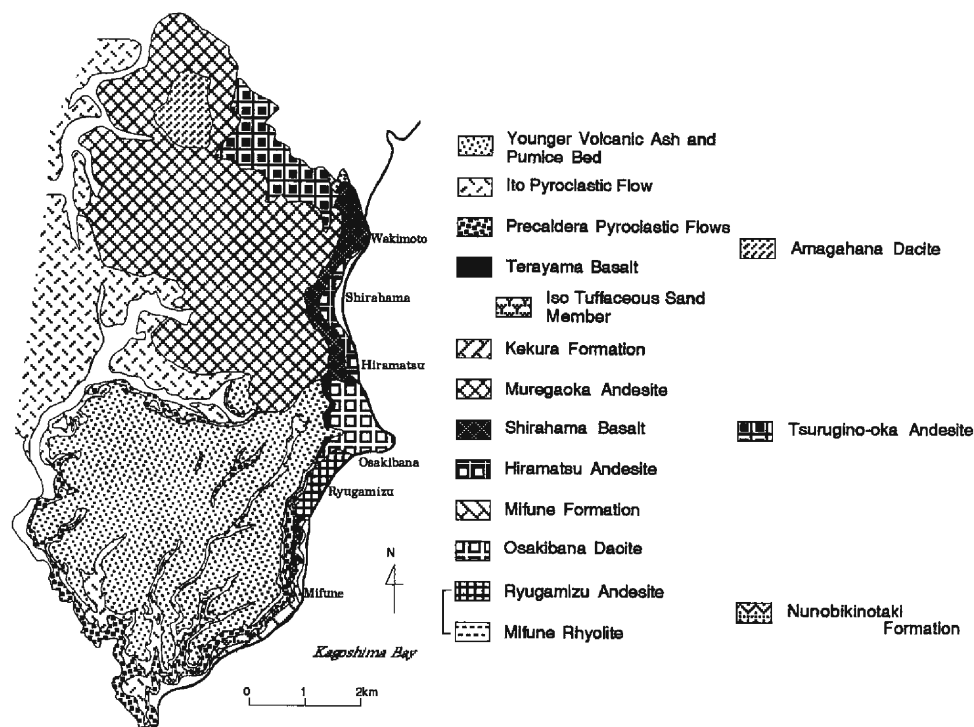 Wakimoto
Shirahama
Hiramatsu
Osakibana
Ryugamizu
N
Mifune
Kagoshima Bay
0 1 2km
Younger Volcanic Ash and
Pumice Bed
Ito Pyroclastic Flow
Precaldera Pyroclastic Flows
Terayama Basalt
Iso Tuffaceous Sand
Member
Kekura Formation
Muregaoka Andesite
Shirahama Basalt
Hiramatsu Andesite
Mifune Formation
Osakibana Dacite
Ryugamizu Andesite
Mifune Rhyolite
Amagahana Dacite
Tsurugino-oka Andesite
Nunobikinotaki
Formation